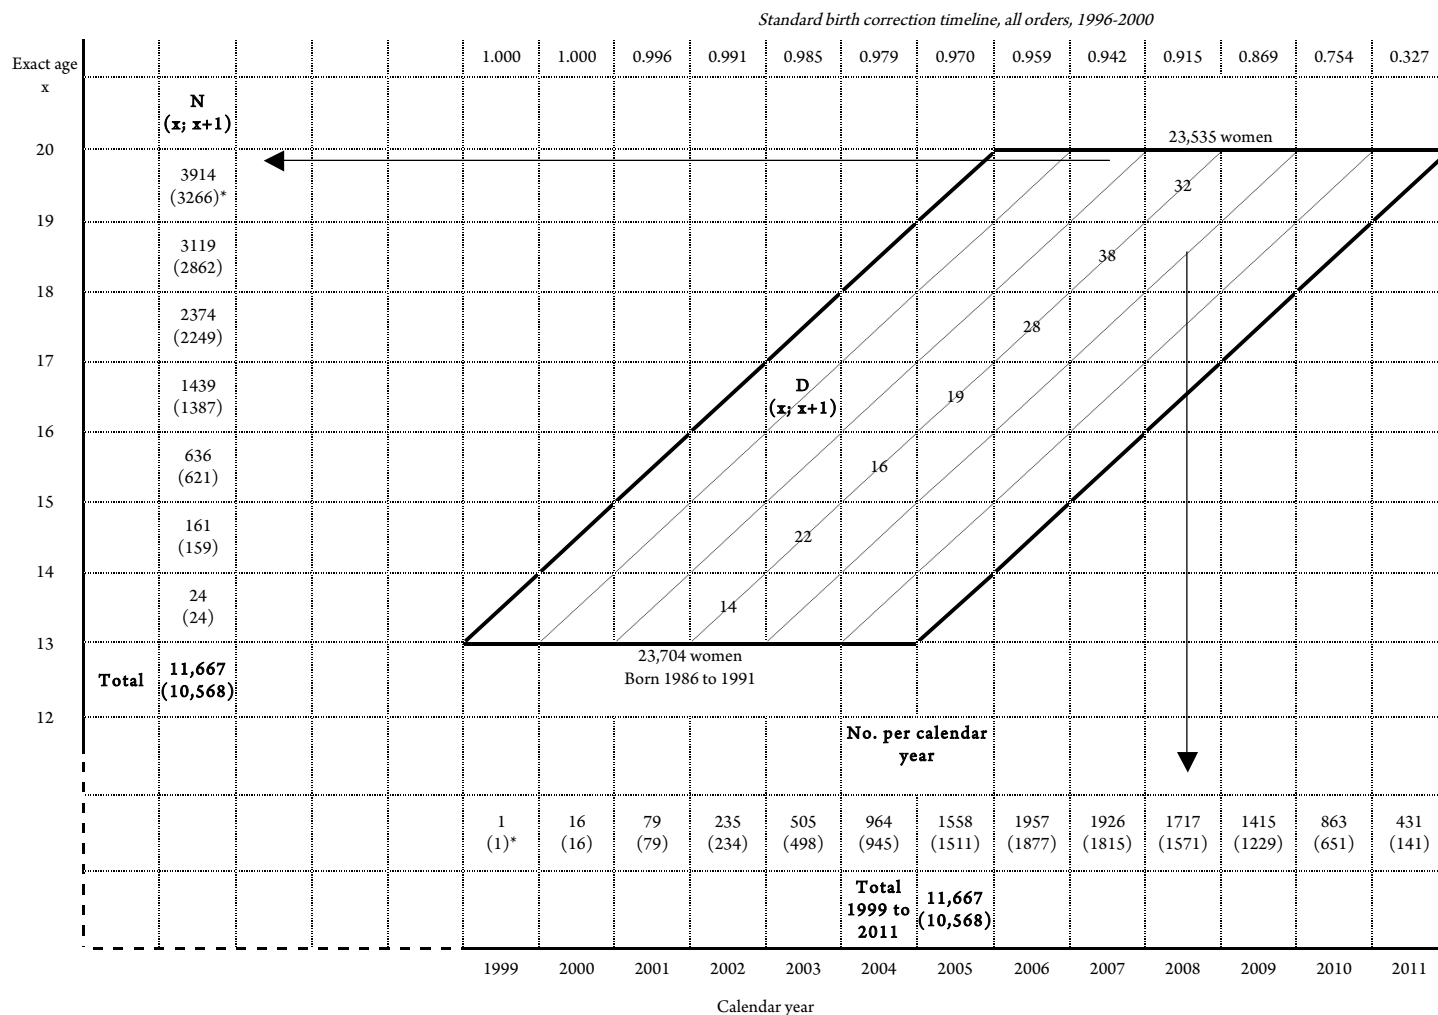 Standard birth correction timeline, all orders, 1996-2000
1.000 1.000 0.996 0.991 0.985 0.979 0.970 0.959 0.942 0.915 0.869 0.754 0.327
Exact age
x
N
(x; x+1)
20
23,535 women
3914
(3266)*
32
19
3119
(2862)
38
18
2374
(2249)
28
17
1439
(1387)
D
(x; x+1)
19
16
636
(621)
16
15
161
(159)
22
14
24
(24)
14
13
23,704 women
Born 1986 to 1991
Total
11,667
(10,568)
12
No. per calendar
year
1 16 79 235 505 964 1558 1957 1926 1717 1415 863 431
(1)* (16) (79) (234) (498) (945) (1511) (1877) (1815) (1571) (1229) (651) (141)
Total
1999 to
2011
11,667
(10,568)
1999 2000 2001 2002 2003 2004 2005 2006 2007 2008 2009 2010 2011
Calendar year